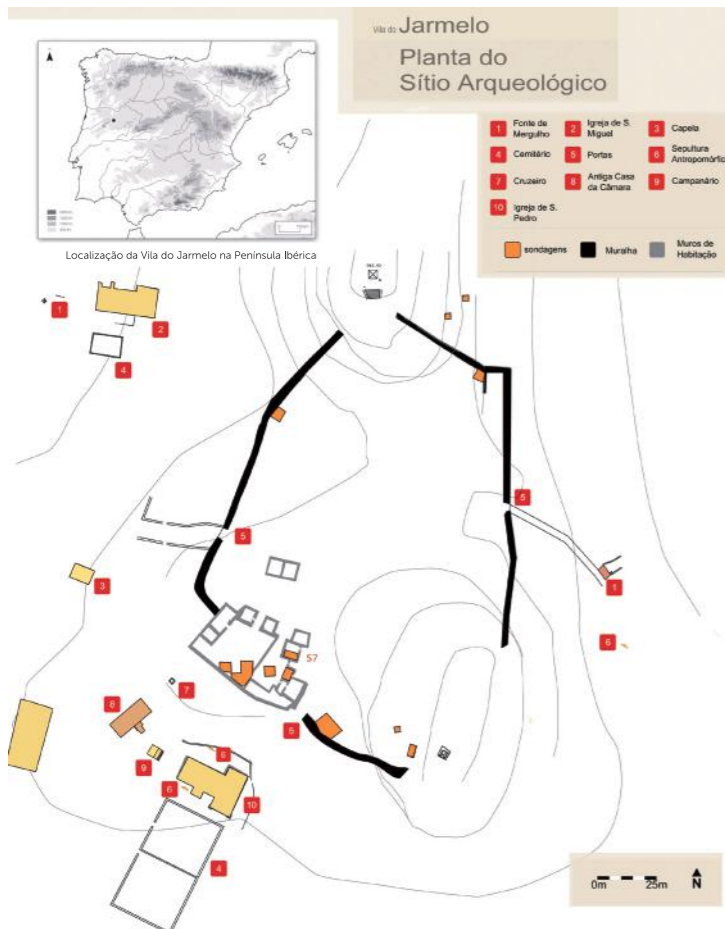 Vila do Jarmelo
Planta do
Sítio Arqueológico
N
Localização da Vila do Jarmelo na Península Ibérica
1 Fonte de
Mergulho
2 Igreja de S.
Miguel
3 Capela
4 Cemitério
5 Portas
6 Sepultura
Antropomórfic
7 Cruzeiro
8 Antiga Casa
da Câmara
9 Campanário
10 Igreja de S.
Pedro
sondagens
Muralha
Muros de
Habitação
1
2
4
5
5
3
1
6
S7
7
8
5
6
9
6
10
4
0m 25m
N